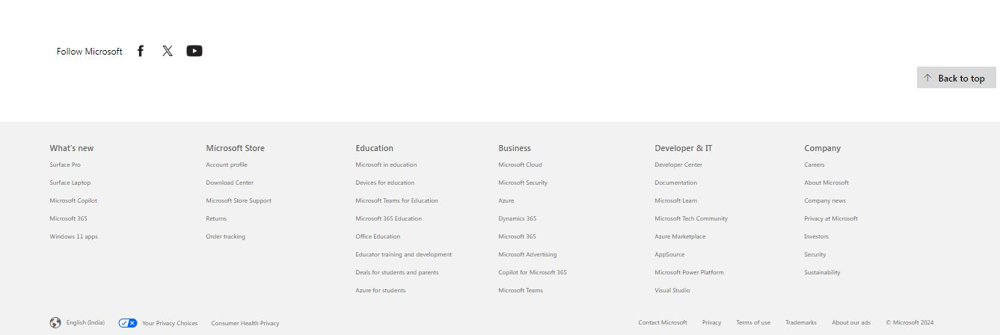 Follow Microsoft
Back to top
What's new
Surface Pro
Surface Laptop
Microsoft Copilot
Microsoft 365
Windows 11 apps
Microsoft Store
Account profile
Download Center
Microsoft Store Support
Returns
Order tracking
Education
Microsoft in education
Devices for education
Microsoft Teams for Education
Microsoft 365 Education
Office Education
Educator training and development
Deals for students and parents
Azure for students
Business
Microsoft Cloud
Microsoft Security
Azure
Dynamics 365
Microsoft 365
Microsoft Advertising
Copilot for Microsoft 365
Microsoft Teams
Developer & IT
Developer Center
Documentation
Microsoft Learn
Microsoft Tech Community
Azure Marketplace
AppSource
Microsoft Power Platform
Visual Studio
Company
Careers
About Microsoft
Company news
Privacy at Microsoft
Investors
Security
Sustainability
English (India) Your Privacy Choices Consumer Health Privacy Contact Microsoft Privacy Terms of use Trademarks About our ads © Microsoft 2024